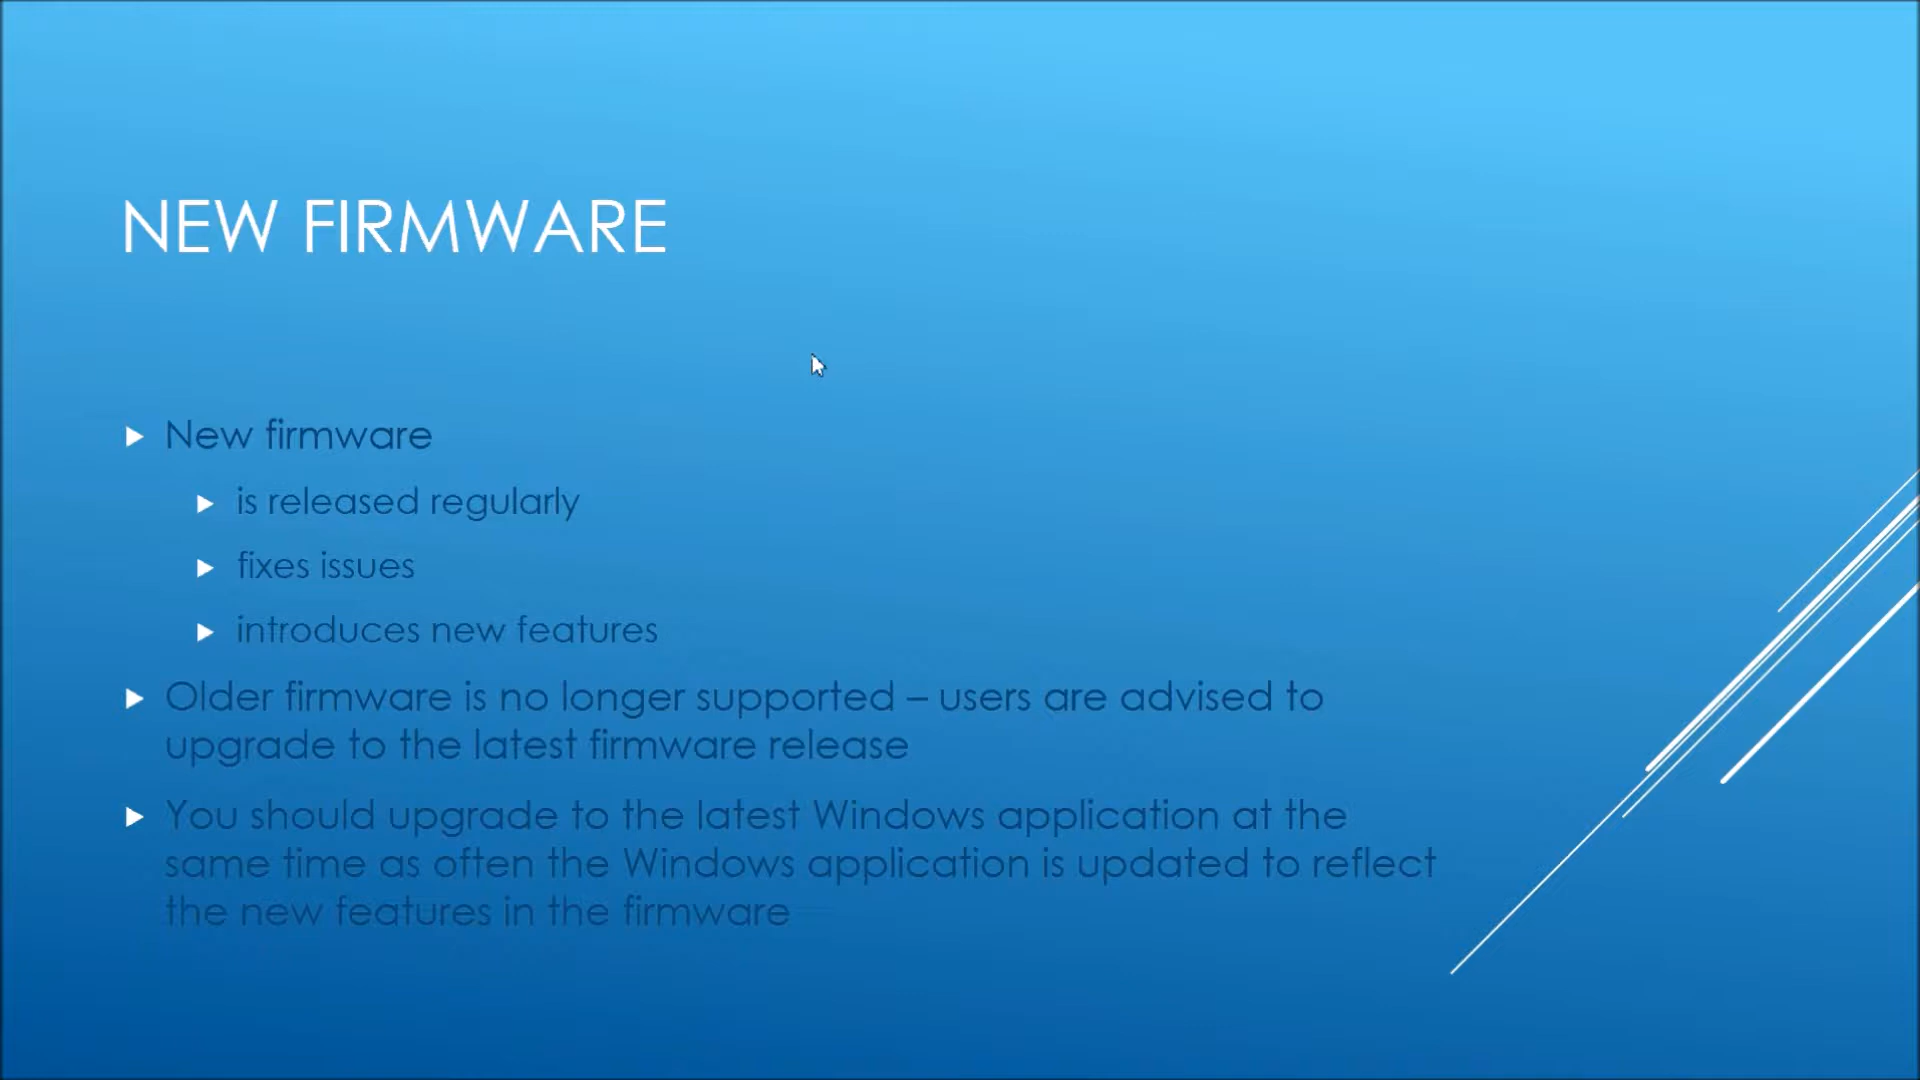 NEW FIRMWARE
New firmware
is released regularly
fixes issues
introduces new features
Older firmware is no longer supported – users are advised to
upgrade to the latest firmware release
You should upgrade to the latest Windows application at the
same time as often the Windows application is updated to reflect
the new features in the firmware